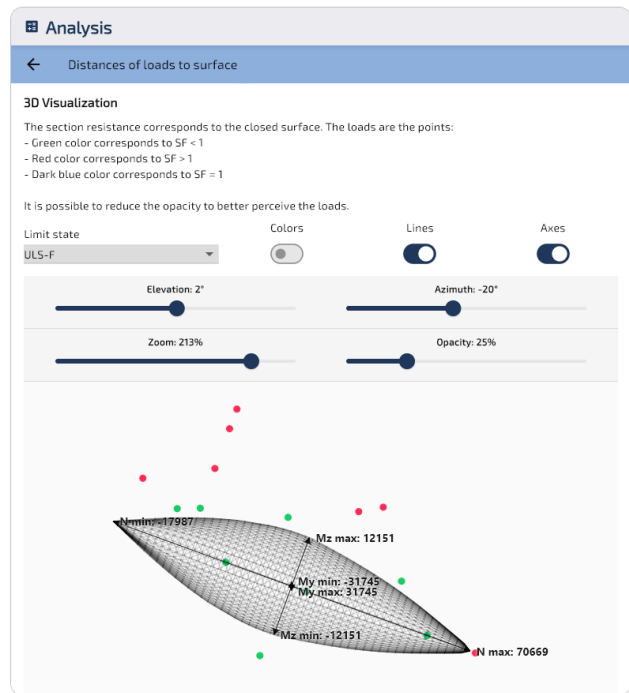 Analysis
Distances of loads to surface
3D Visualization
The section resistance corresponds to the closed surface. The loads are the points:
- Green color corresponds to SF < 1
- Red color corresponds to SF > 1
- Dark blue color corresponds to SF = 1
It is possible to reduce the opacity to better perceive the loads.
Limit state
Colors
Lines
Axes
ULS-F
Elevation: 2°
Azimuth: -20°
Zoom: 213%
Opacity: 25%
N min: -17987
Mz max: 12151
My min: -31745
My max: 31745
Mz min: -12151
N max: 70669